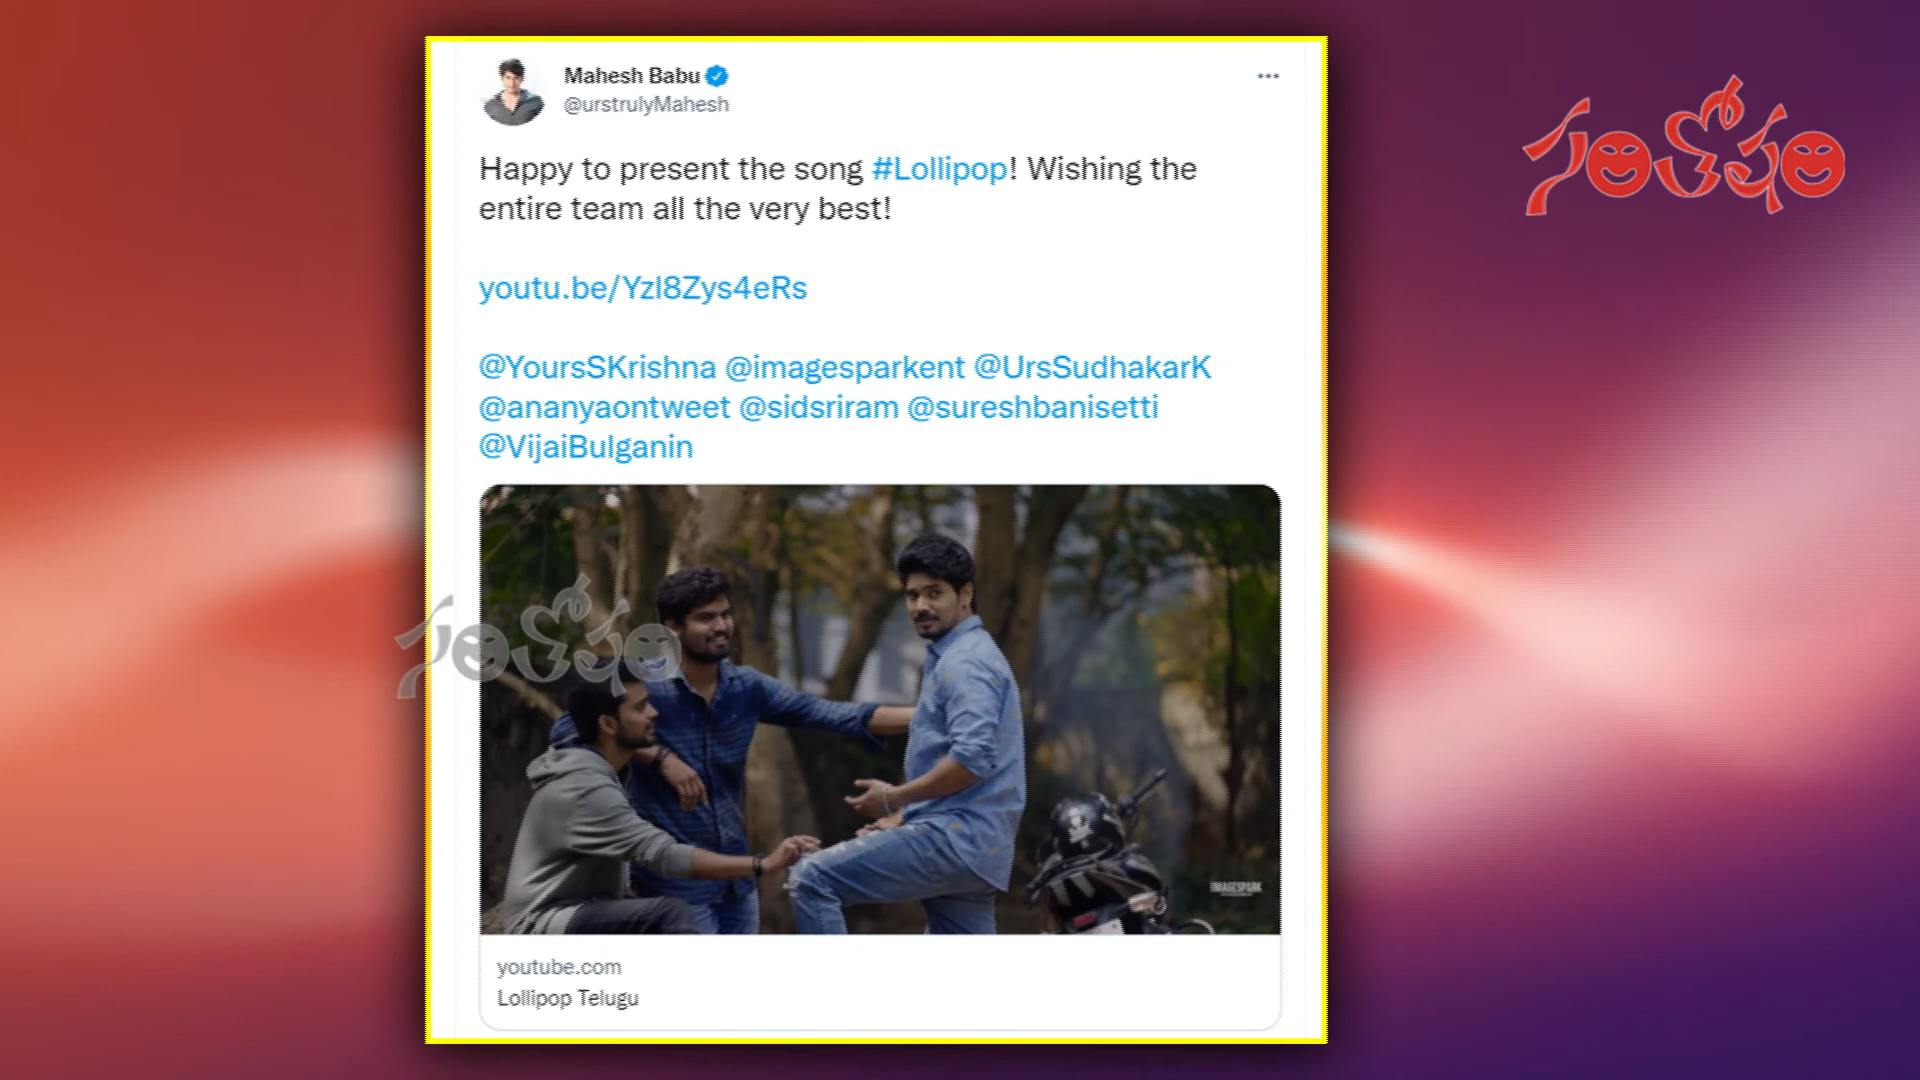 Mahesh Babu
@urstrulyMahesh
సంతోషం
Happy to present the song #Lollipop! Wishing the
entire team all the very best!
youtu.be/Yzl8Zys4eRs
@YoursSKrishna @imagesparkent @UrsSudhakarK
@ananyaontweet @sidsriram @sureshbanisetti
@VijaiBulganin
సంతోషం
IMAGESPARK
youtube.com
Lollipop Telugu